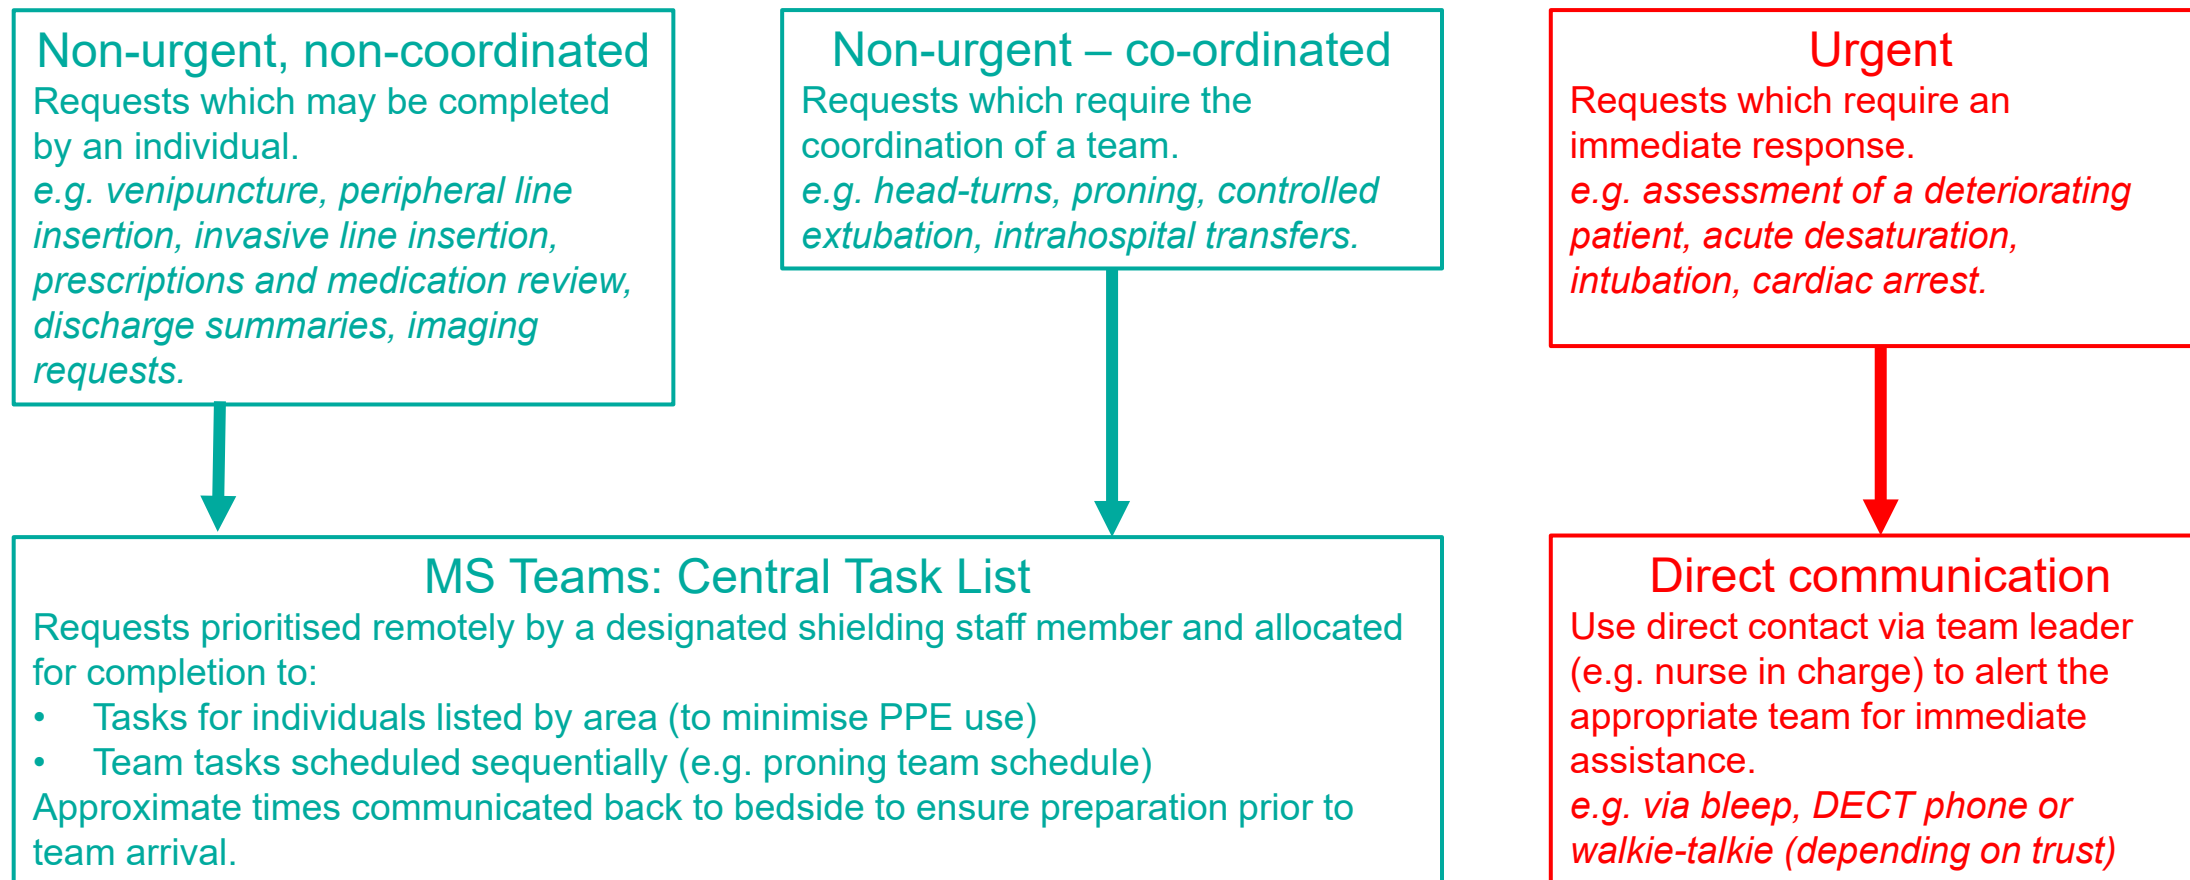 Non-urgent, non-coordinated
Requests which may be completed
by an individual.
e.g. venipuncture, peripheral line
insertion, invasive line insertion,
prescriptions and medication review,
discharge summaries, imaging
requests.
Non-urgent – co-ordinated
Requests which require the
coordination of a team.
e.g. head-turns, proning, controlled
extubation, intrahospital transfers.
Urgent
Requests which require an
immediate response.
e.g. assessment of a deteriorating
patient, acute desaturation,
intubation, cardiac arrest.
MS Teams: Central Task List
Requests prioritised remotely by a designated shielding staff member and allocated
for completion to:
• Tasks for individuals listed by area (to minimise PPE use)
• Team tasks scheduled sequentially (e.g. proning team schedule)
Approximate times communicated back to bedside to ensure preparation prior to
team arrival.
Direct communication
Use direct contact via team leader
(e.g. nurse in charge) to alert the
appropriate team for immediate
assistance.
e.g. via bleep, DECT phone or
walkie-talkie (depending on trust)